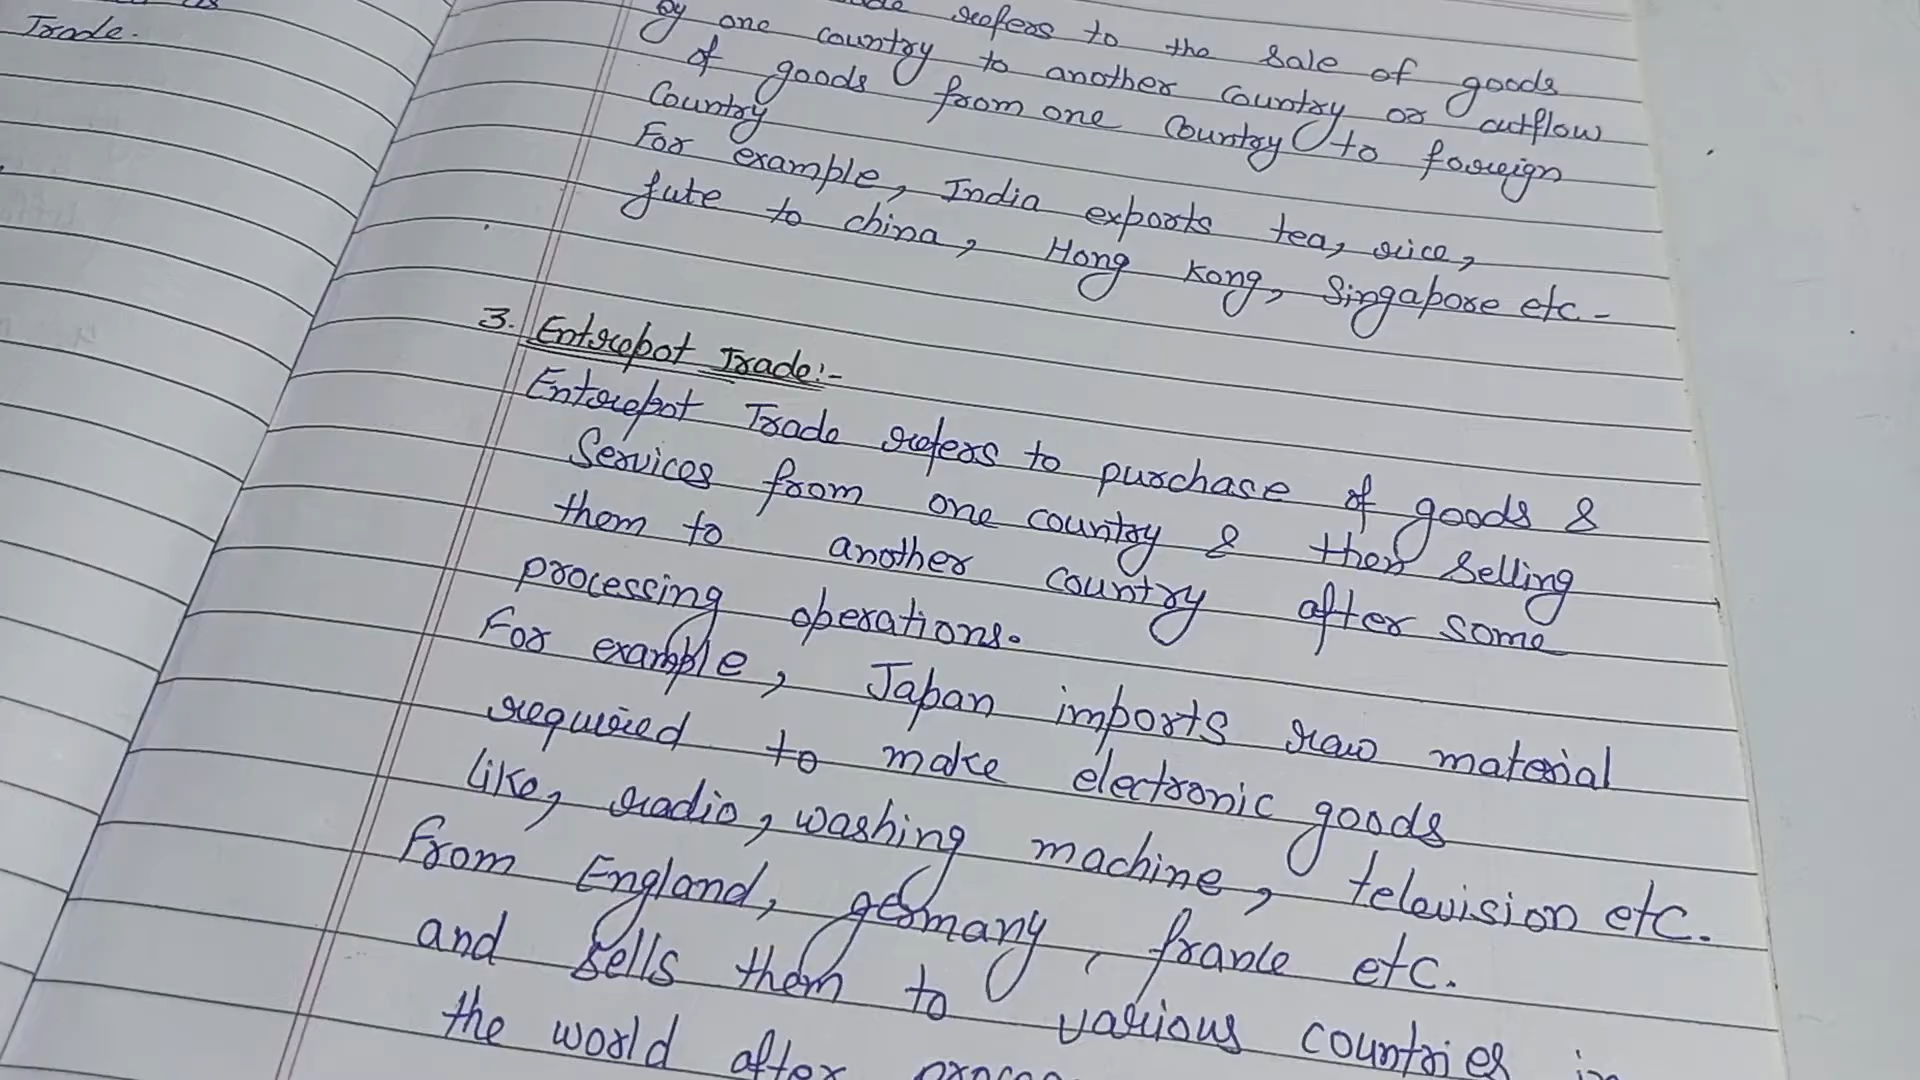 Trade.
refers to the sale of goods
by one country to another country or outflow
of goods from one country to foreign
Country
For example, India exports tea, rice,
Jute to china, Hong Kong, Singapore etc-
3. Entrepot Trade:-
Entrepot Trade refers to purchase of goods &
Services from one country & then Selling
them to another country after some
processing operations.
For example, Japan imports raw material
required to make electronic goods
like, radio, washing machine, television etc.
from England, germany, France etc.
and sells them to various countries in
the world after